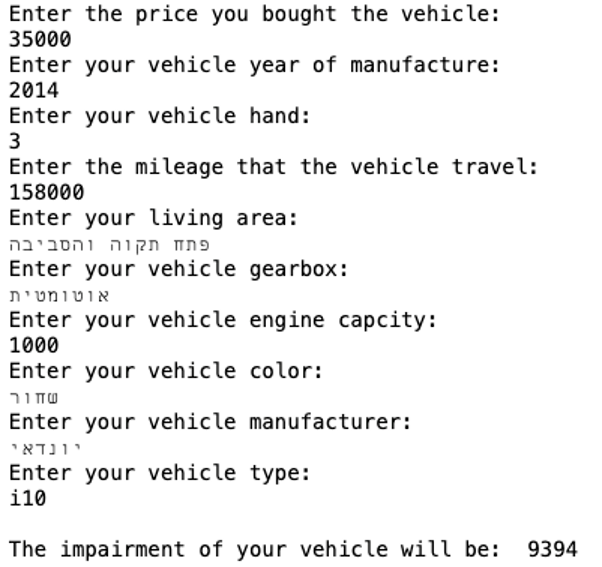 Enter the price you bought the vehicle:
35000
Enter your vehicle year of manufacture:
2014
Enter your vehicle hand:
3
Enter the mileage that the vehicle travel:
158000
Enter your living area:
פתח תקוה והסביבה
Enter your vehicle gearbox:
אוטומטית
Enter your vehicle engine capcity:
1000
Enter your vehicle color:
שחור
Enter your vehicle manufacturer:
יונדאי
Enter your vehicle type:
i10
The impairment of your vehicle will be:  9394